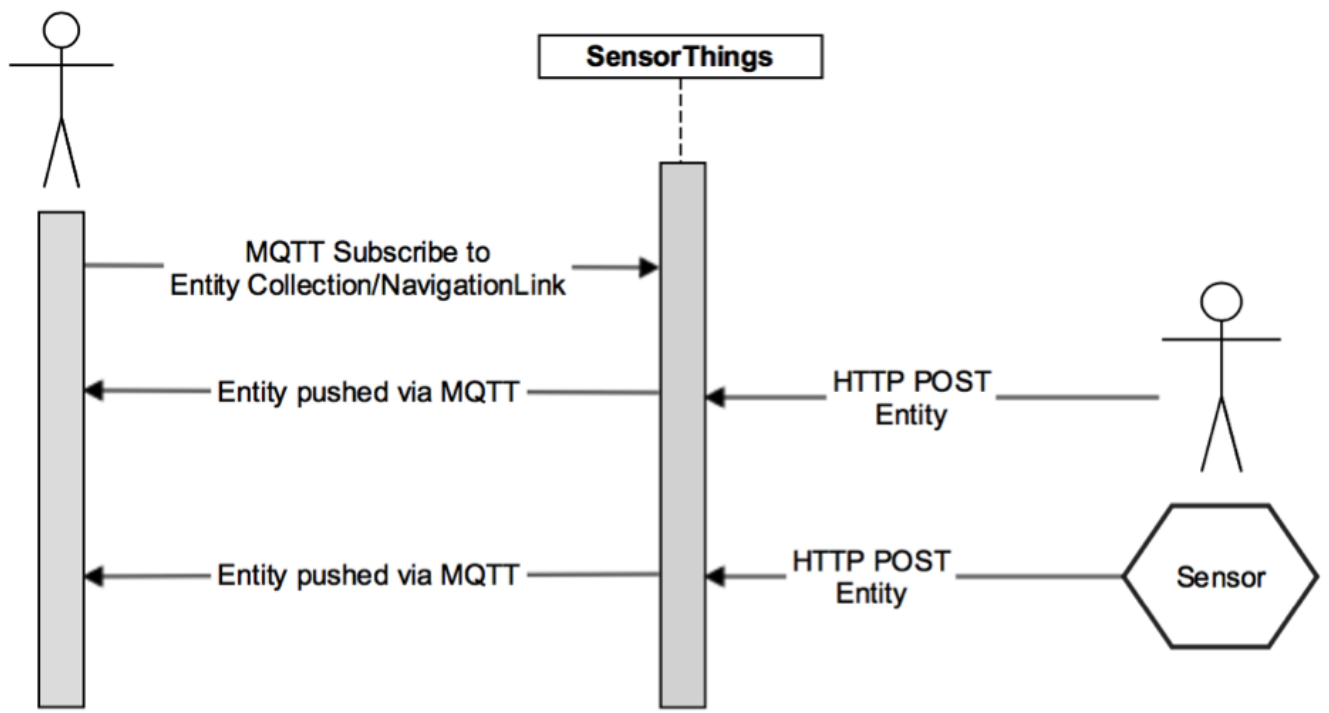 SensorThings
MQTT Subscribe to
Entity Collection/NavigationLink
Entity pushed via MQTT
HTTP POST
Entity
Entity pushed via MQTT
HTTP POST
Entity
Sensor